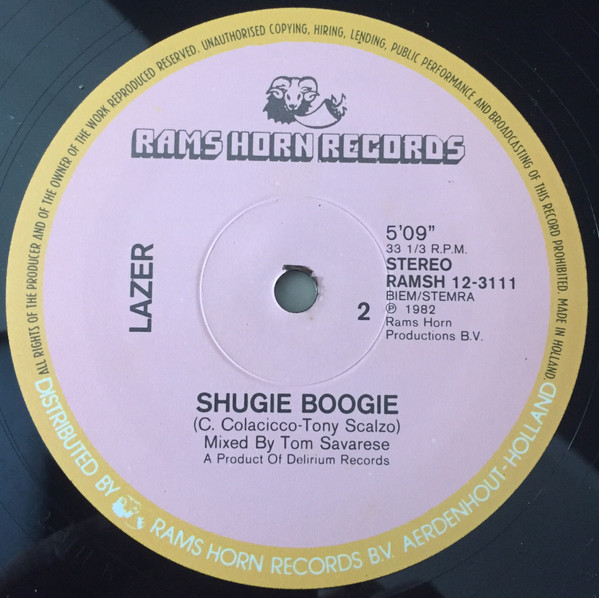 ALL RIGHTS OF THE PRODUCER AND OF THE OWNER OF THE WORK REPRODUCED RESERVED. UNAUTHORISED COPYING, HIRING, LENDING, PUBLIC PERFORMANCE AND BROADCASTING OF THIS RECORD PROHIBITED. MADE IN HOLLAND.
RAMS HORN RECORDS
LAZER
5'09"
33 1/3 R.P.M.
STEREO
RAMSH 12-3111
BIEM/STEMRA
℗ 1982
Rams Horn
Productions B.V.
2
SHUGIE BOOGIE
(C. Colacicco-Tony Scalzo)
Mixed By Tom Savarese
A Product Of Delirium Records
DISTRIBUTED BY RAMS HORN RECORDS B.V. AERDENHOUT-HOLLAND